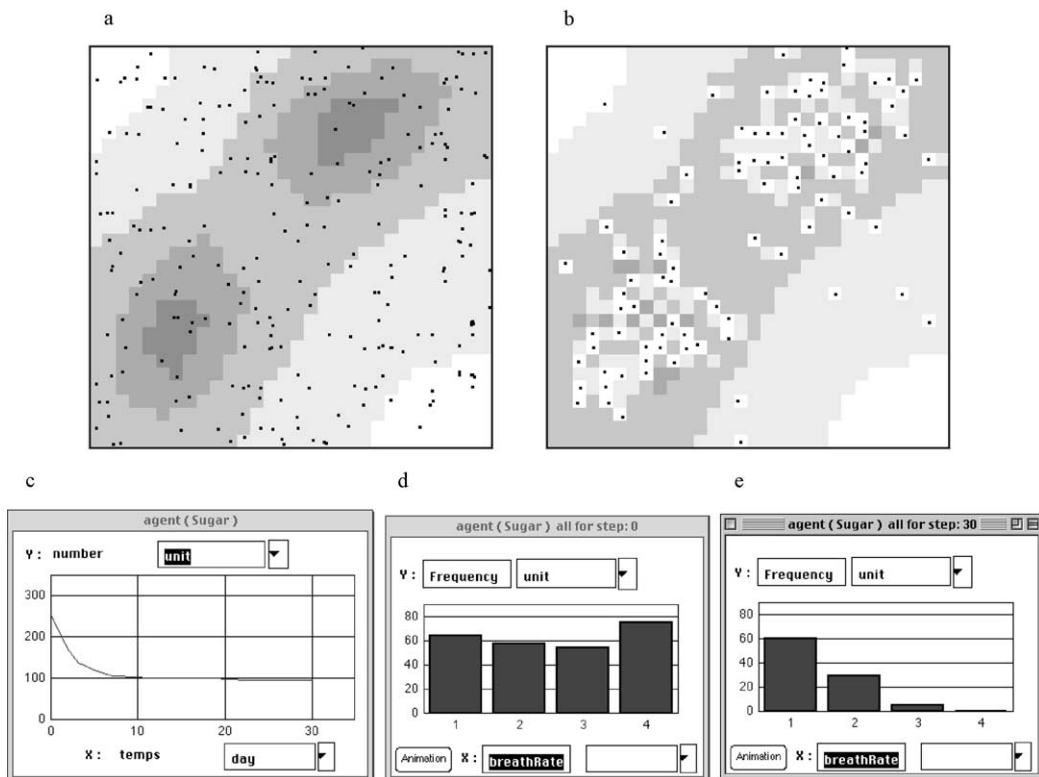 a
b
c
d
e
agent ( Sugar )
Y : number unit
300
200
100
0
0 10 20 30
X : temps day
agent ( Sugar ) all for step: 0
Y : Frequency unit
80
60
40
20
0
1 2 3 4
Animation X : breathRate
agent ( Sugar ) all for step: 30
Y : Frequency unit
80
60
40
20
0
1 2 3 4
Animation X : breathRate